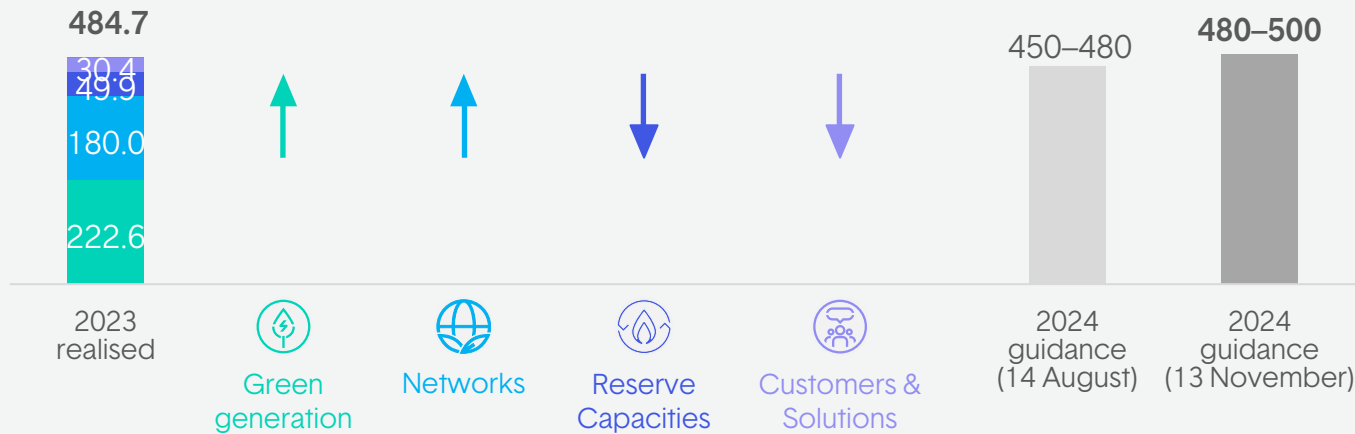 484.7
30.4
49.9
180.0
222.6
2023
realised
Green
generation
Networks
Reserve
Capacities
Customers &
Solutions
450–480
2024
guidance
(14 August)
480–500
2024
guidance
(13 November)